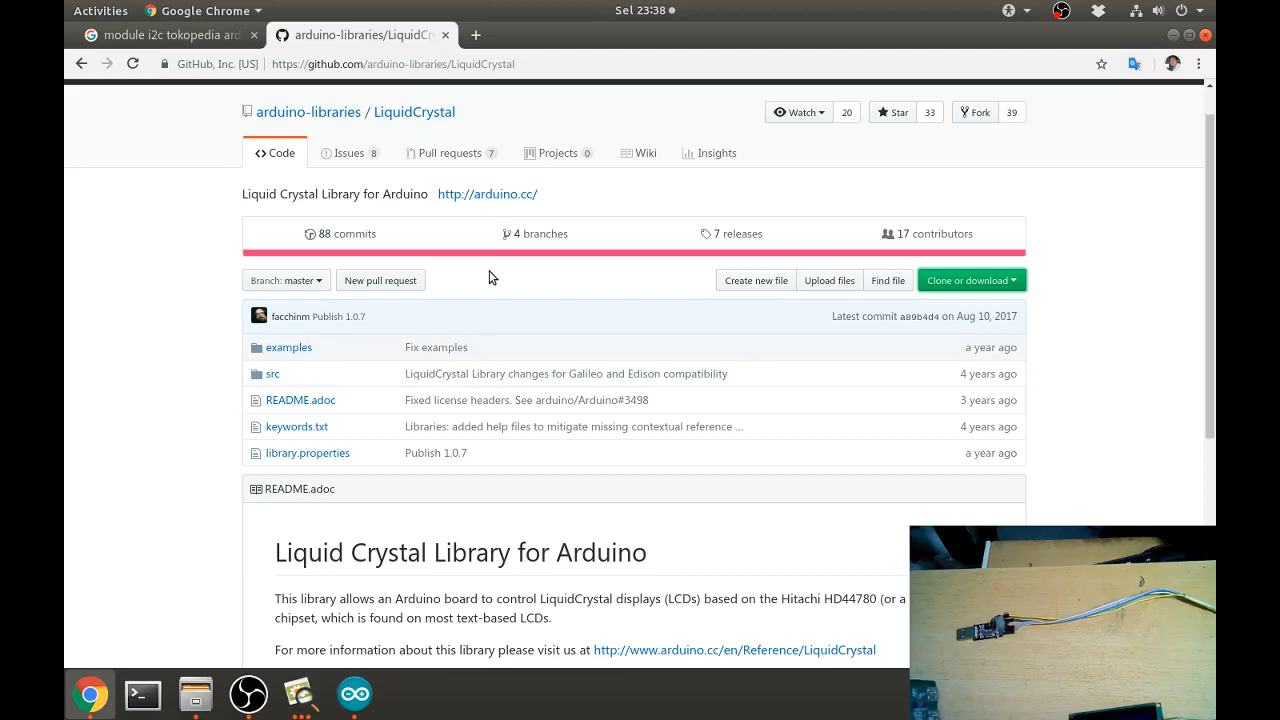 Activities Google Chrome Sel 23:38
module i2c tokopedia ard arduino-libraries/LiquidCr
GitHub, Inc. [US] https://github.com/arduino-libraries/LiquidCrystal
arduino-libraries / LiquidCrystal Watch 20 Star 33 Fork 39
Code Issues 8 Pull requests 7 Projects 0 Wiki Insights
Liquid Crystal Library for Arduino http://arduino.cc/
88 commits 4 branches 7 releases 17 contributors
Branch: master New pull request Create new file Upload files Find file Clone or download
facchinm Publish 1.0.7 Latest commit a89b4d4 on Aug 10, 2017
examples Fix examples a year ago
src LiquidCrystal Library changes for Galileo and Edison compatibility 4 years ago
README.adoc Fixed license headers. See arduino/Arduino#3498 3 years ago
keywords.txt Libraries: added help files to mitigate missing contextual reference ... 4 years ago
library.properties Publish 1.0.7 a year ago
README.adoc
Liquid Crystal Library for Arduino
This library allows an Arduino board to control LiquidCrystal displays (LCDs) based on the Hitachi HD44780 (or a
chipset, which is found on most text-based LCDs.
For more information about this library please visit us at http://www.arduino.cc/en/Reference/LiquidCrystal